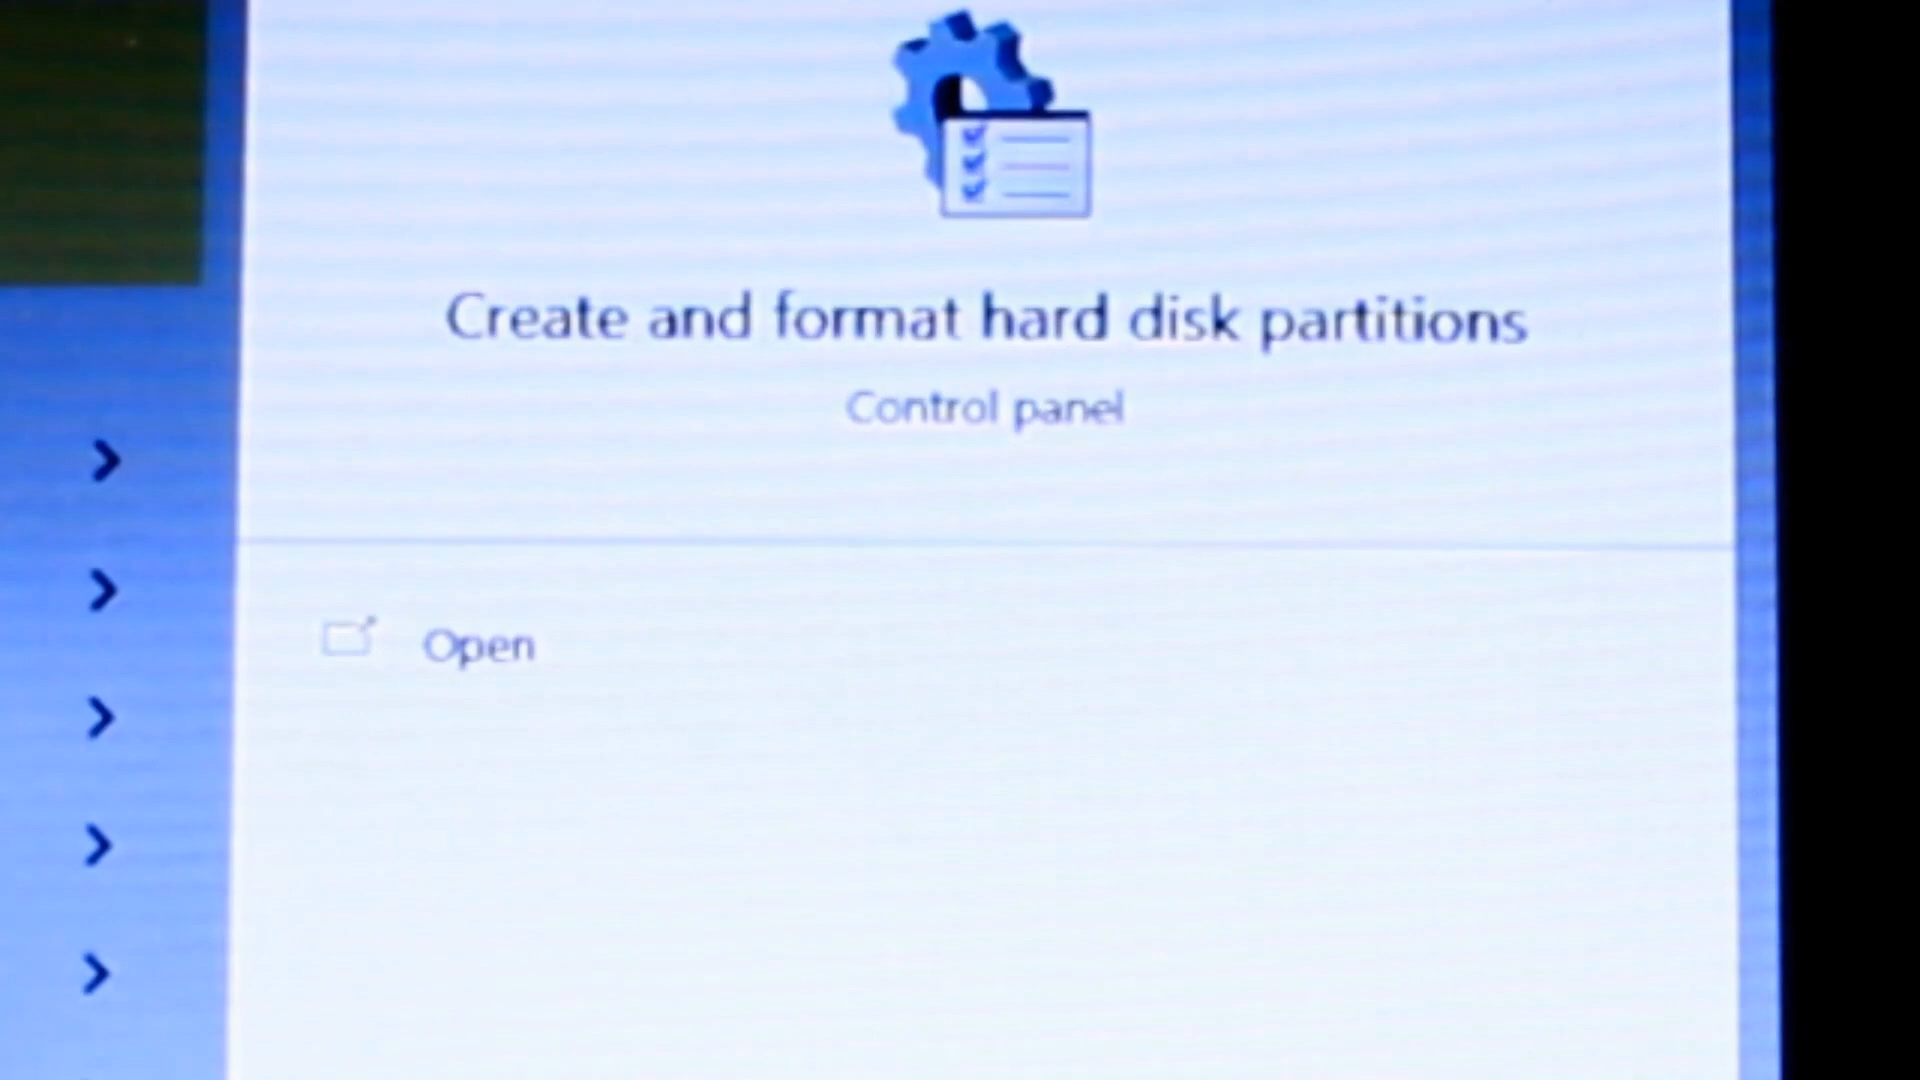 Create and format hard disk partitions
Control panel
Open